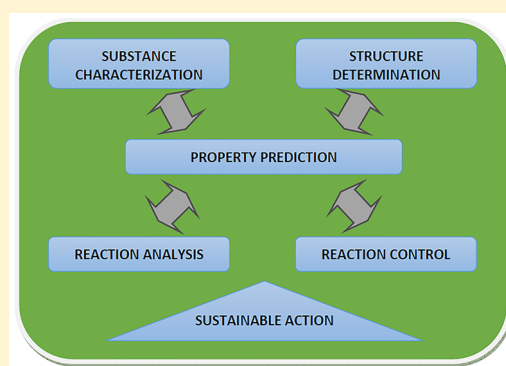 SUBSTANCE
CHARACTERIZATION
STRUCTURE
DETERMINATION
PROPERTY PREDICTION
REACTION ANALYSIS
REACTION CONTROL
SUSTAINABLE ACTION